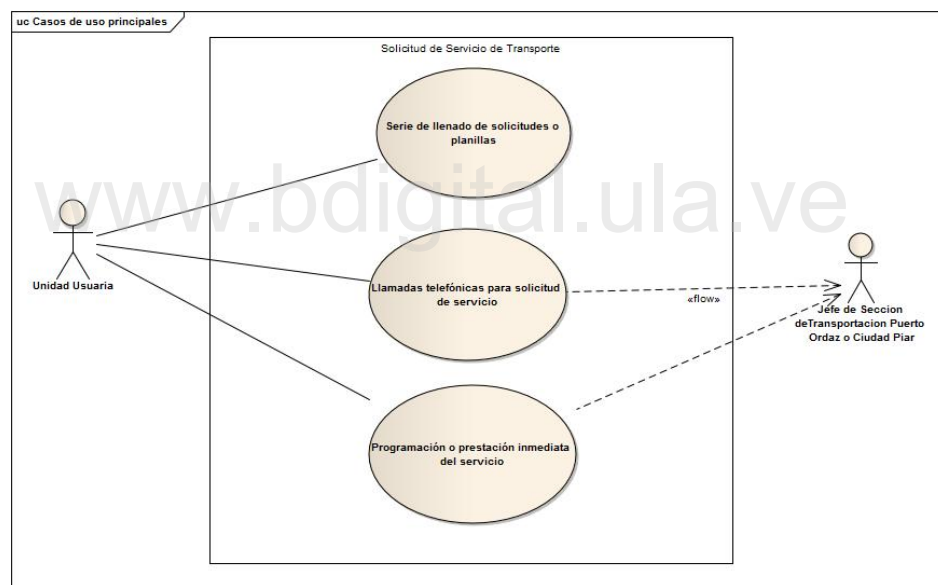 uc Casos de uso principales
Solicitud de Servicio de Transporte
Serie de llenado de solicitudes o
planillas
www.bdigital.ula.ve
Unidad Usuaria
Llamadas telefónicas para solicitud
de servicio
«flow»
Jefe de Seccion
deTransportacion Puerto
Ordaz o Ciudad Piar
Programación o prestación inmediata
del servicio